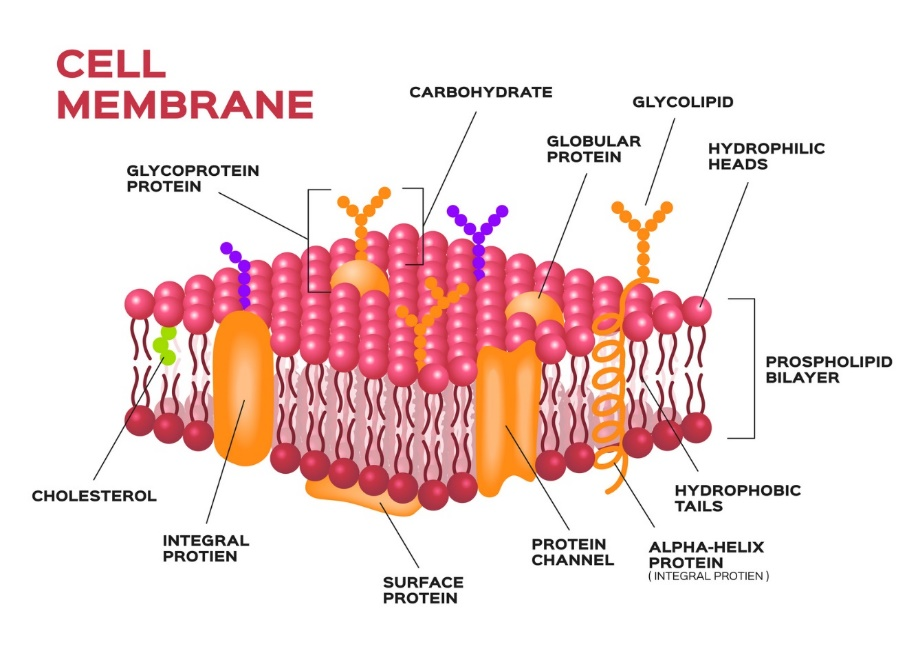 CELL
MEMBRANE
CARBOHYDRATE
GLYCOLIPID
GLOBULAR
PROTEIN
HYDROPHILIC
HEADS
GLYCOPROTEIN
PROTEIN
PROSPHOLIPID
BILAYER
CHOLESTEROL
HYDROPHOBIC
TAILS
INTEGRAL
PROTIEN
PROTEIN
CHANNEL
ALPHA-HELIX
PROTEIN
( INTEGRAL PROTIEN )
SURFACE
PROTEIN